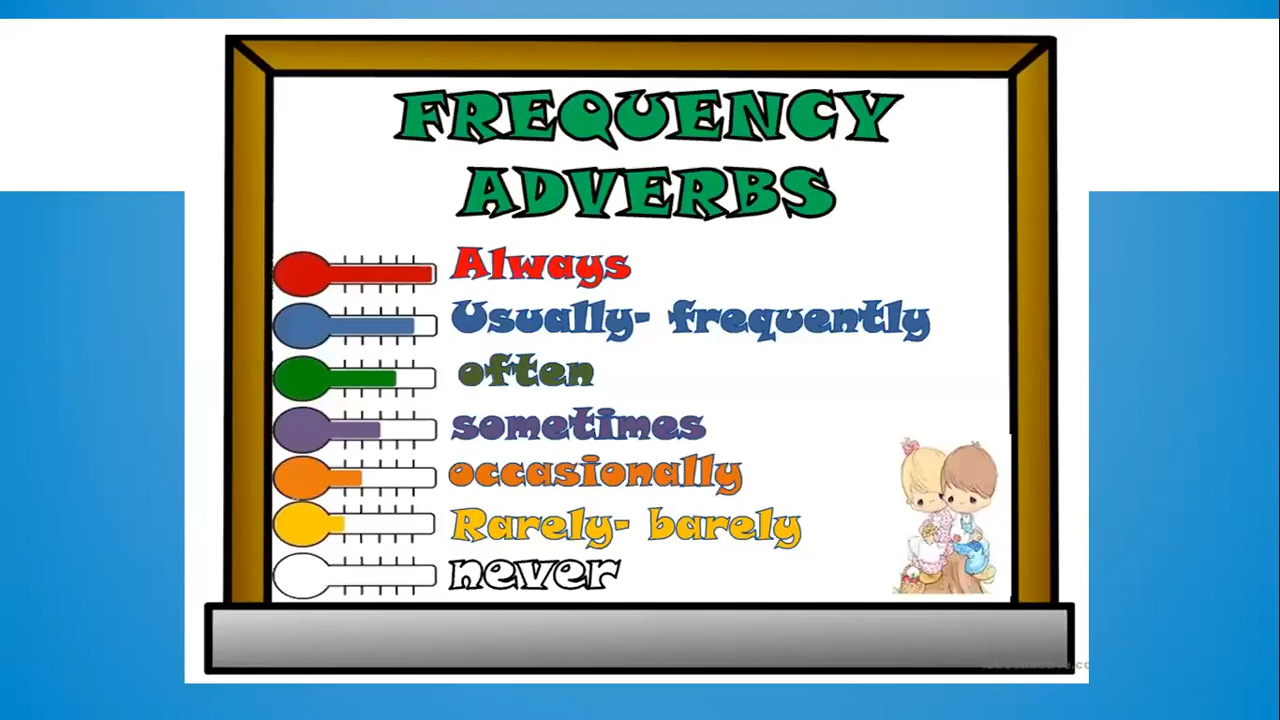 FREQUENCY
ADVERBS
Always
Usually- frequently
often
sometimes
occasionally
Rarely- barely
never